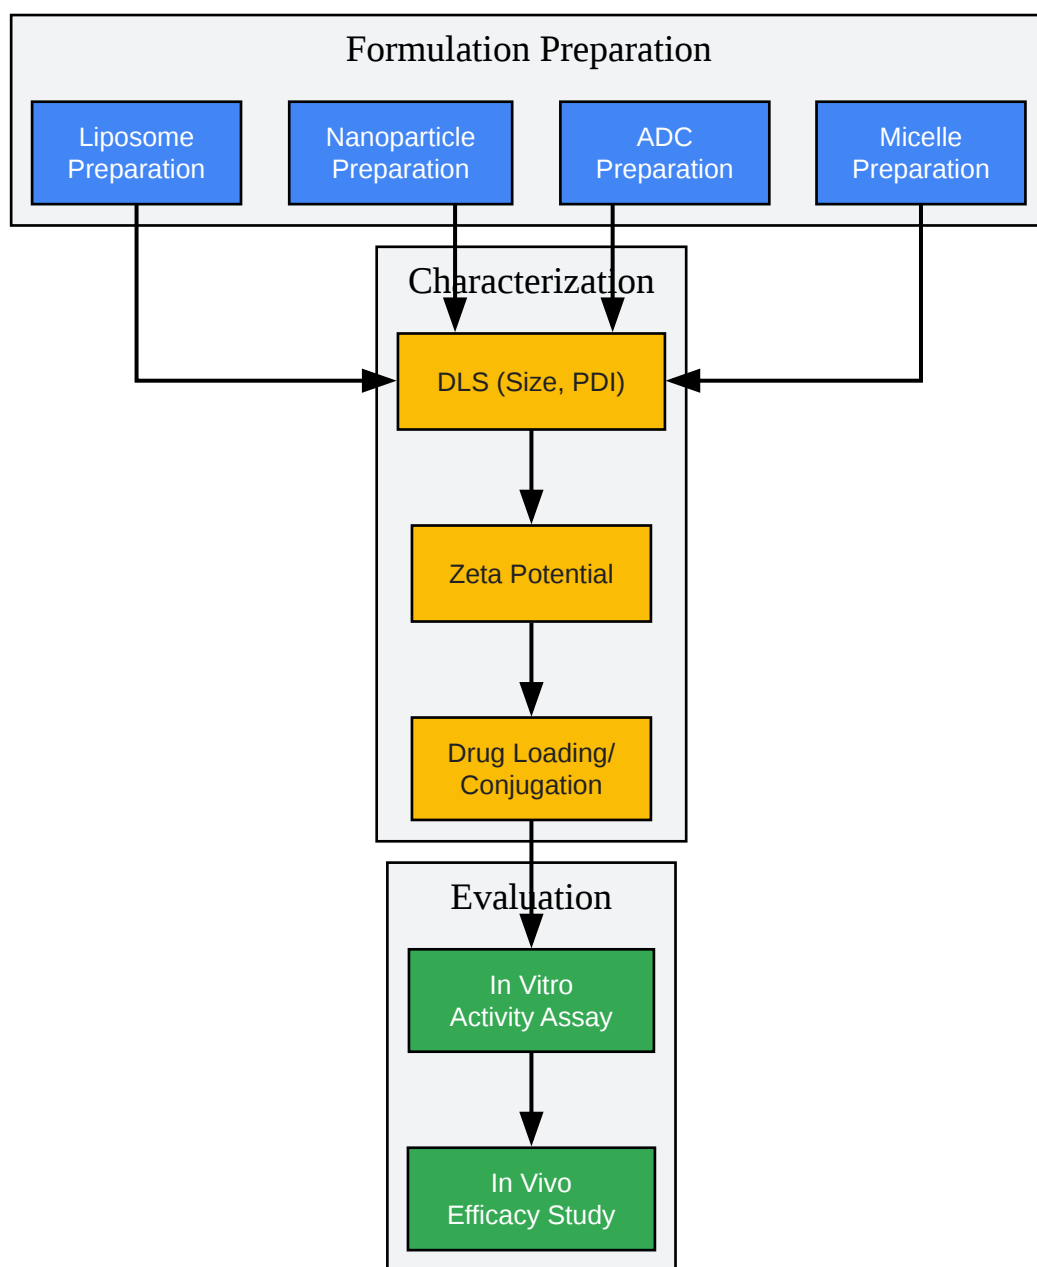 Formulation Preparation
Liposome
Preparation
Nanoparticle
Preparation
ADC
Preparation
Micelle
Preparation
Characterization
DLS (Size, PDI)
Zeta Potential
Drug Loading/
Conjugation
Evaluation
In Vitro
Activity Assay
In Vivo
Efficacy Study